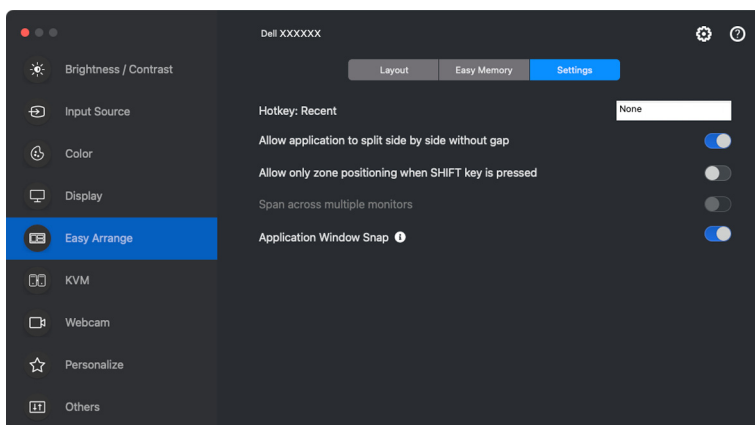 Dell XXXXXX
Brightness / Contrast
Input Source
Color
Display
Easy Arrange
KVM
Webcam
Personalize
Others
Layout Easy Memory Settings
Hotkey: Recent None
Allow application to split side by side without gap
Allow only zone positioning when SHIFT key is pressed
Span across multiple monitors
Application Window Snap